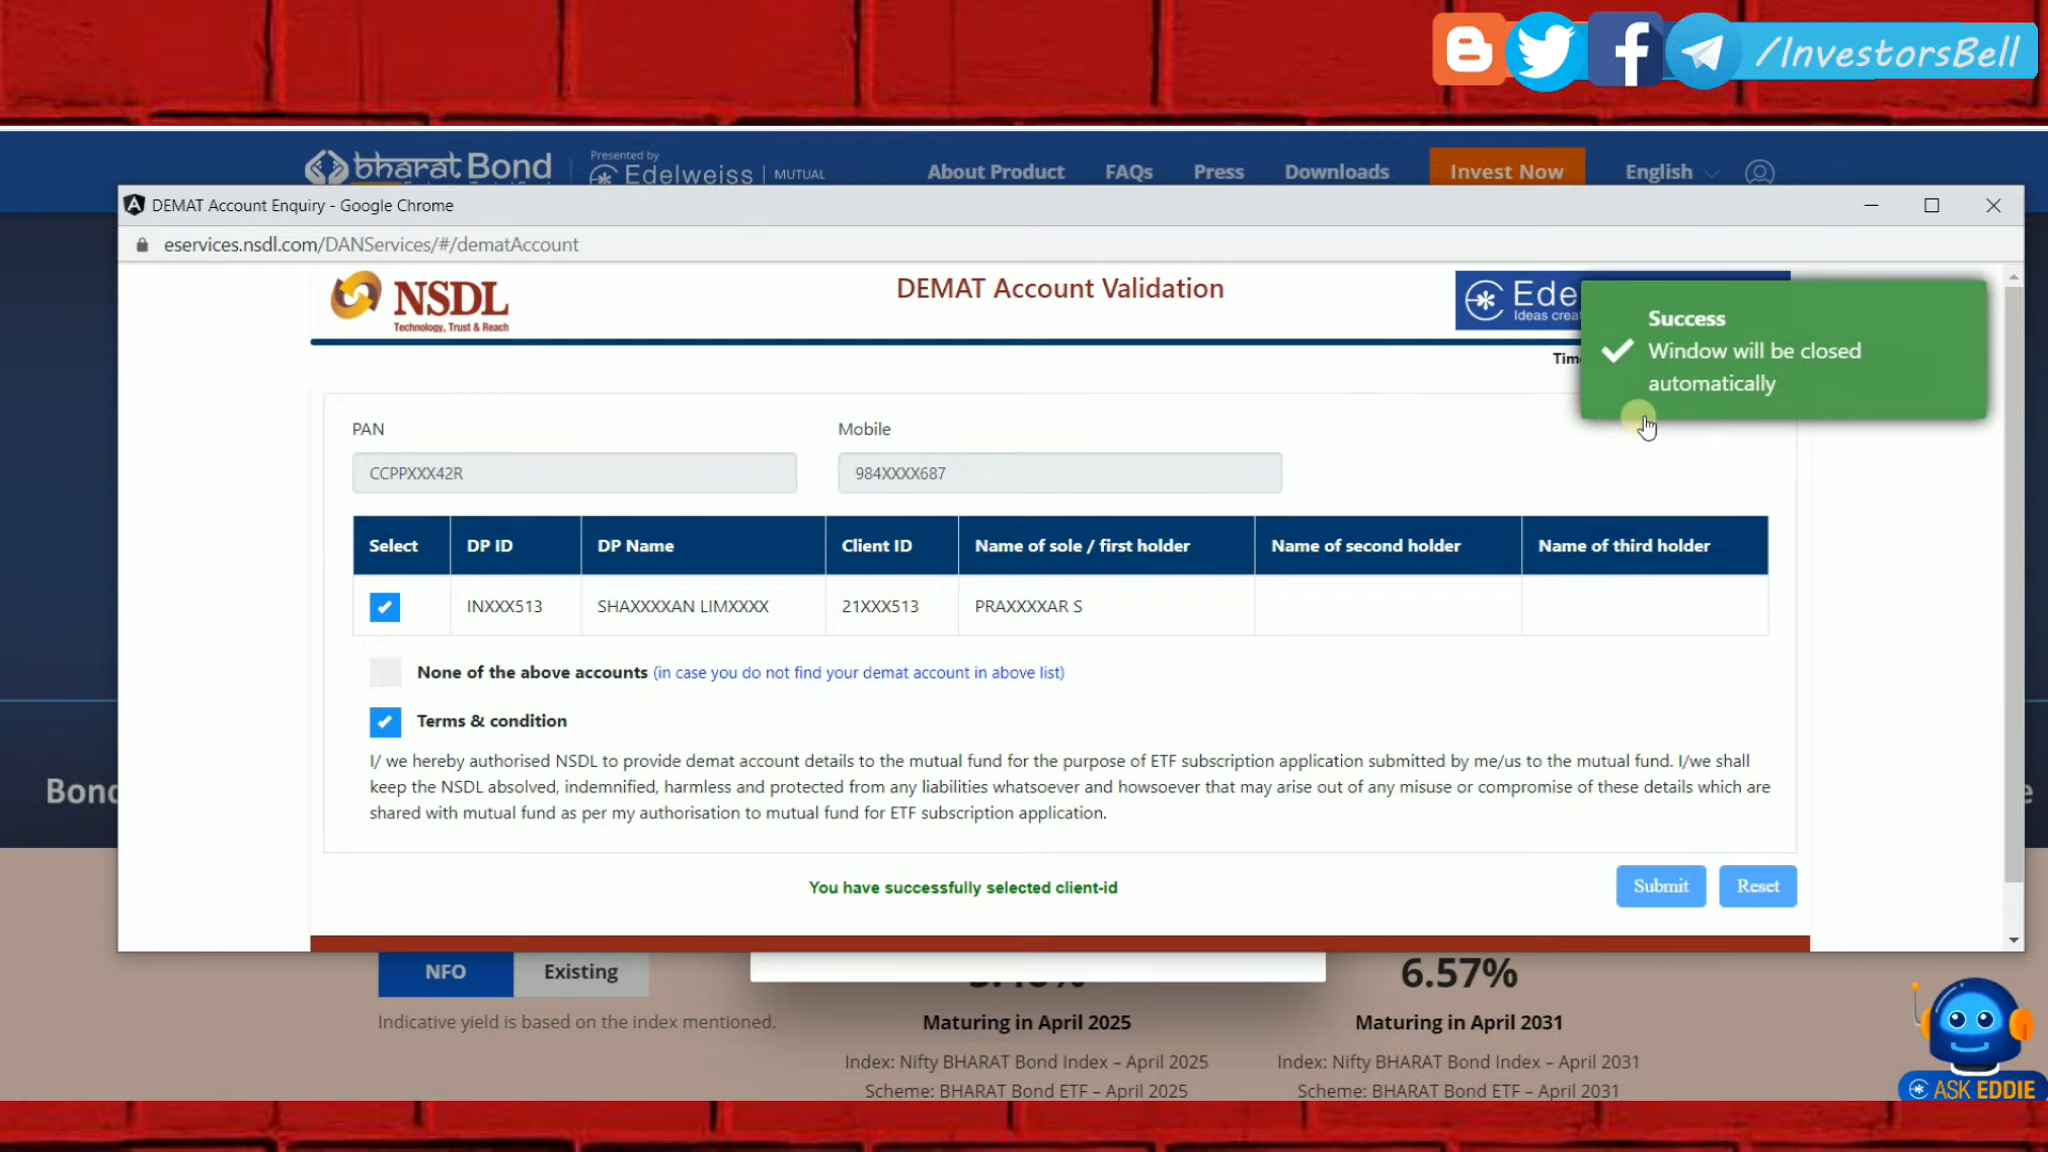 /InvestorsBell
bharat Bond
Presented by
Edelweiss | MUTUAL
About Product FAQs Press Downloads Invest Now English
DEMAT Account Enquiry - Google Chrome
eservices.nsdl.com/DANServices/#/dematAccount
NSDL
Technology, Trust & Reach
DEMAT Account Validation
Ede
Ideas crea
Success
Window will be closed
automatically
Tim
PAN Mobile
CCPPXXX42R 984XXXX687
Select DP ID DP Name Client ID Name of sole / first holder Name of second holder Name of third holder
INXXX513 SHAXXXXAN LIMXXXX 21XXX513 PRAXXXXAR S
None of the above accounts (in case you do not find your demat account in above list)
Terms & condition
I/ we hereby authorised NSDL to provide demat account details to the mutual fund for the purpose of ETF subscription application submitted by me/us to the mutual fund. I/we shall
keep the NSDL absolved, indemnified, harmless and protected from any liabilities whatsoever and howsoever that may arise out of any misuse or compromise of these details which are
shared with mutual fund as per my authorisation to mutual fund for ETF subscription application.
Bond
You have successfully selected client-id
Submit Reset
NFO Existing
6.57%
Indicative yield is based on the index mentioned.
Maturing in April 2025 Maturing in April 2031
Index: Nifty BHARAT Bond Index – April 2025 Index: Nifty BHARAT Bond Index – April 2031
Scheme: BHARAT Bond ETF – April 2025 Scheme: BHARAT Bond ETF – April 2031
ASK EDDIE